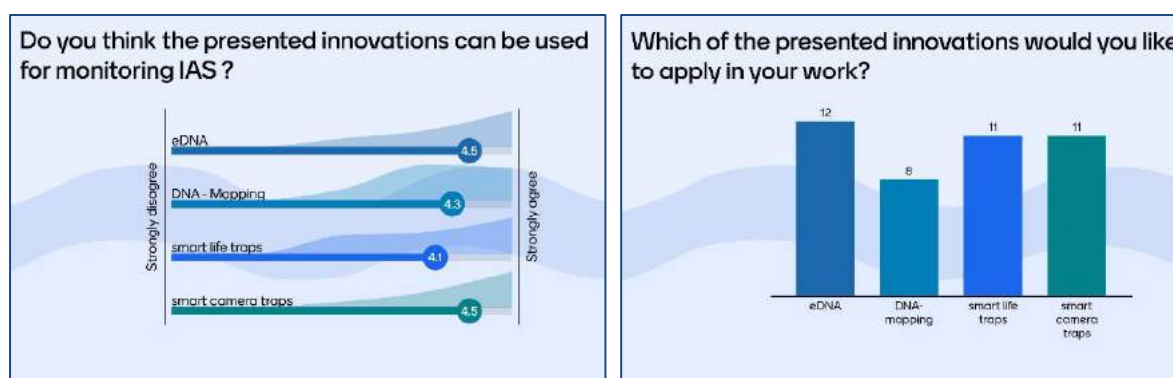 Do you think the presented innovations can be used
for monitoring IAS ?
Strongly disagree
eDNA
4.5
DNA - Mapping
4.3
smart life traps
4.1
smart camera traps
4.5
Strongly agree
Which of the presented innovations would you like
to apply in your work?
12
8
11
11
eDNA
DNA-
mapping
smart life
traps
smart
camera
traps